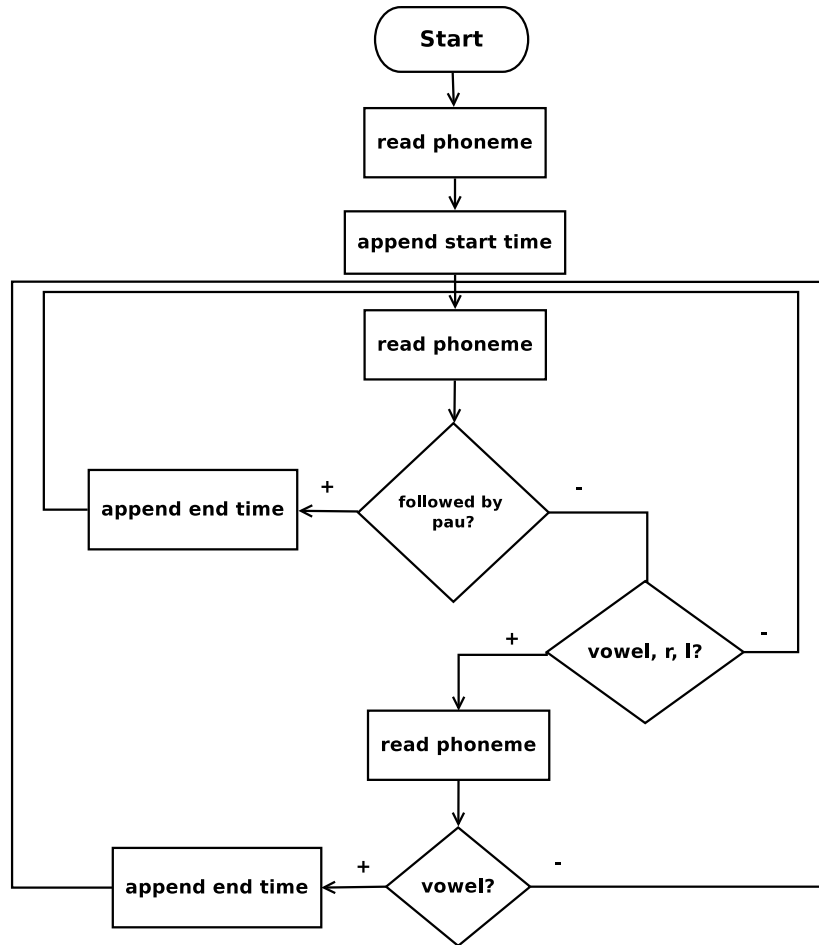 Start
read phoneme
append start time
read phoneme
followed by
pau?
+
-
append end time
vowel, r, l?
+
-
read phoneme
vowel?
+
-
append end time